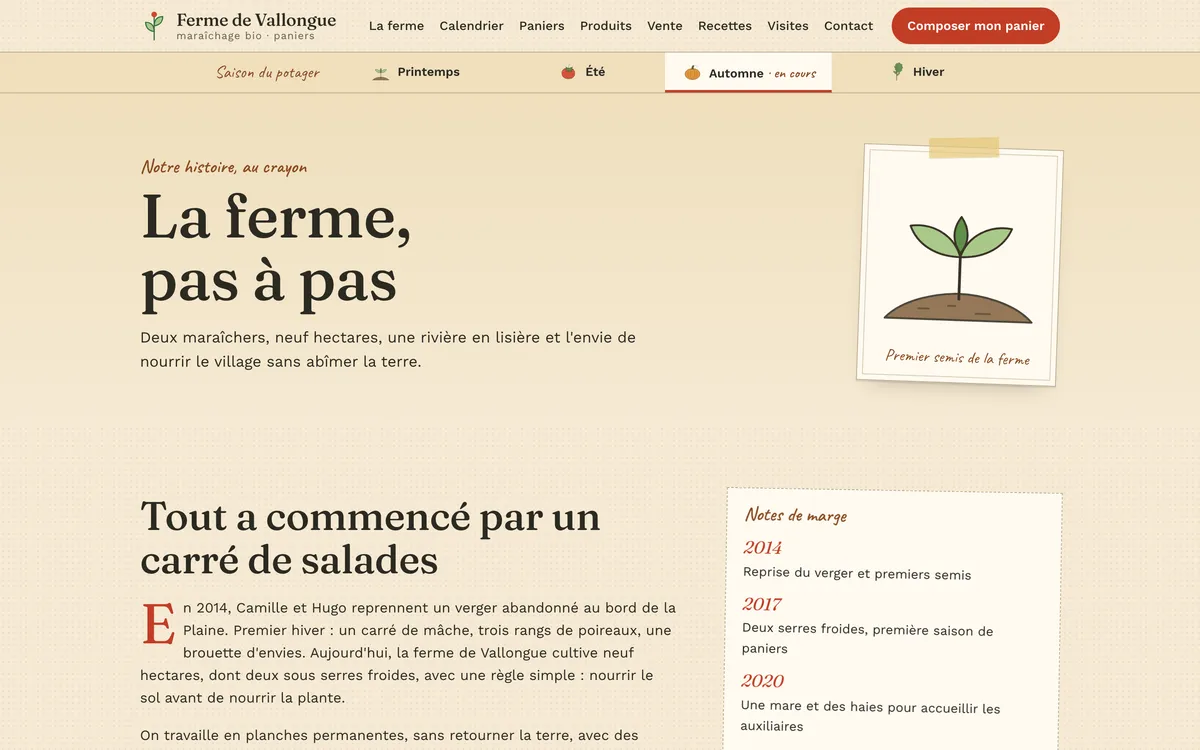 Ferme de Vallongue
maraîchage bio · paniers
La ferme Calendrier Paniers Produits Vente Recettes Visites Contact Composer mon panier
Saison du potager Printemps Été Automne · en cours Hiver
Notre histoire, au crayon
La ferme,
pas à pas
Deux maraîchers, neuf hectares, une rivière en lisière et l'envie de
nourrir le village sans abîmer la terre.
Premier semis de la ferme
Tout a commencé par un
carré de salades
En 2014, Camille et Hugo reprennent un verger abandonné au bord de la
Plaine. Premier hiver : un carré de mâche, trois rangs de poireaux, une
brouette d'envies. Aujourd'hui, la ferme de Vallongue cultive neuf
hectares, dont deux sous serres froides, avec une règle simple : nourrir le
sol avant de nourrir la plante.
On travaille en planches permanentes, sans retourner la terre, avec des
Notes de marge
2014
Reprise du verger et premiers semis
2017
Deux serres froides, première saison de
paniers
2020
Une mare et des haies pour accueillir les
auxiliaires